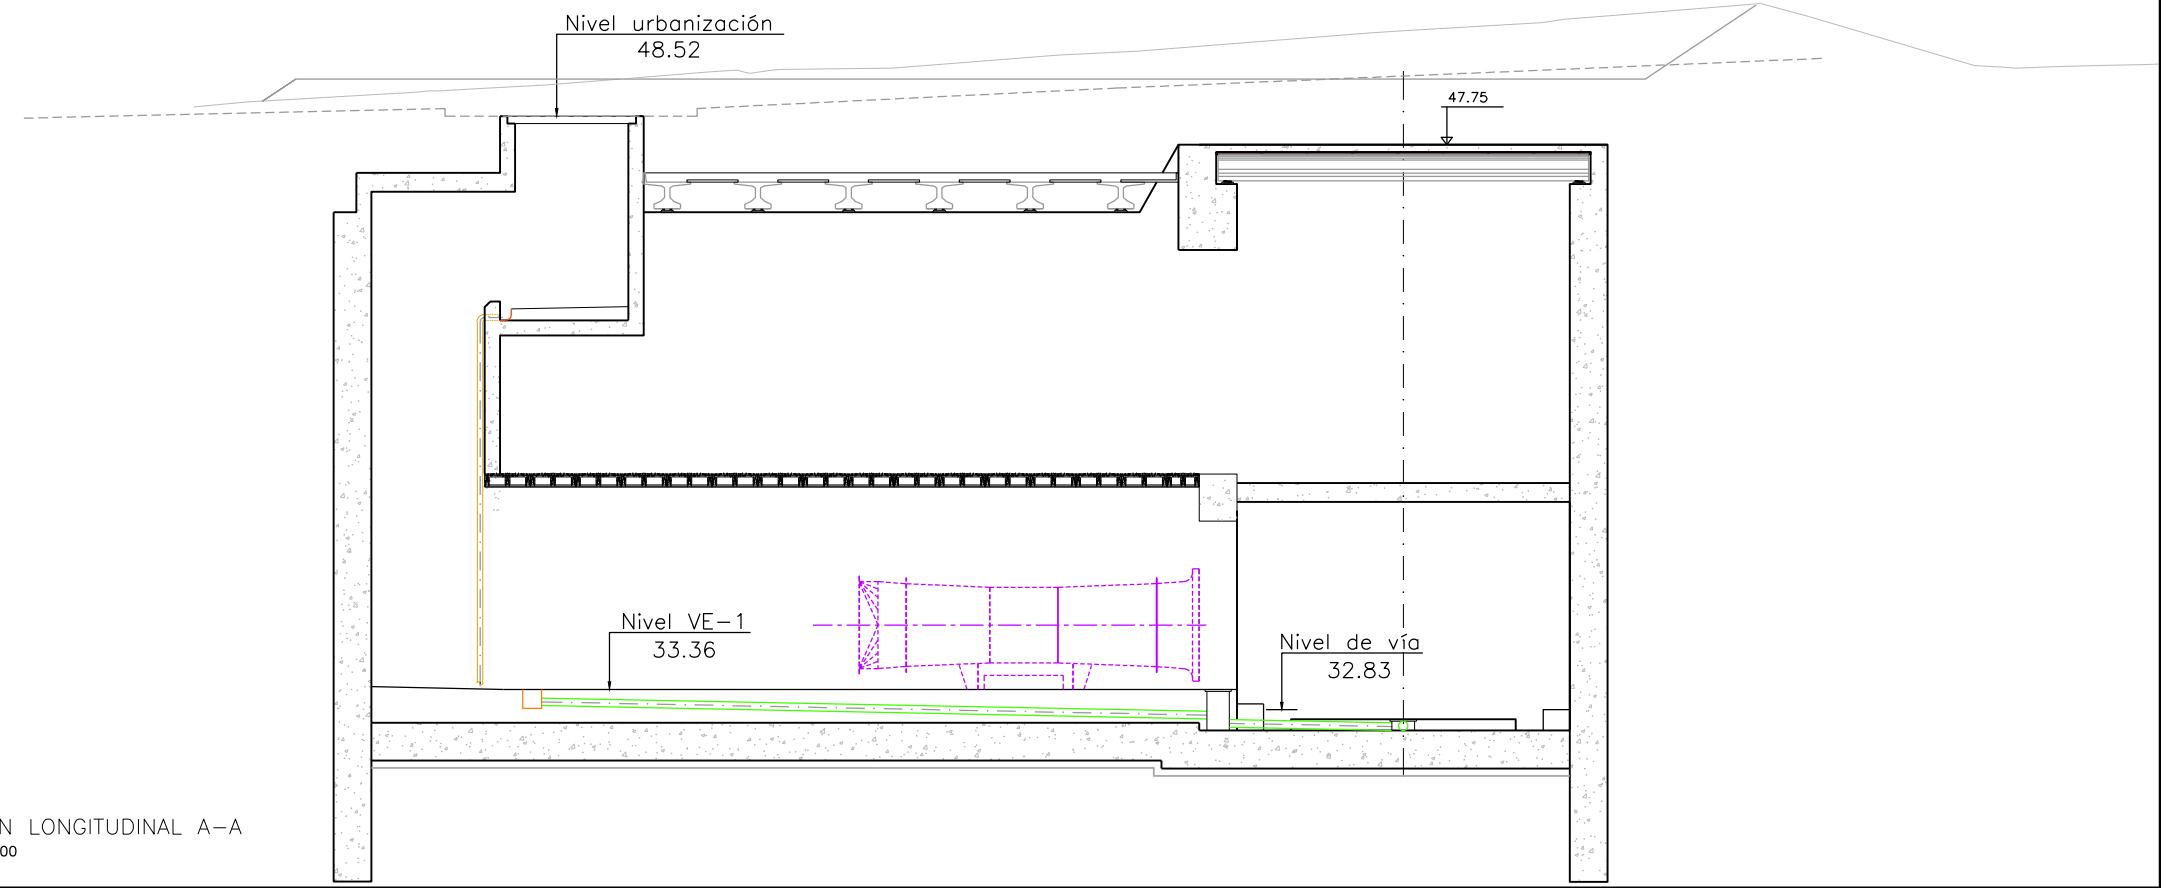 Nivel urbanización
48.52
47.75
Nivel VE-1
33.36
Nivel de vía
32.83
N LONGITUDINAL A-A
00